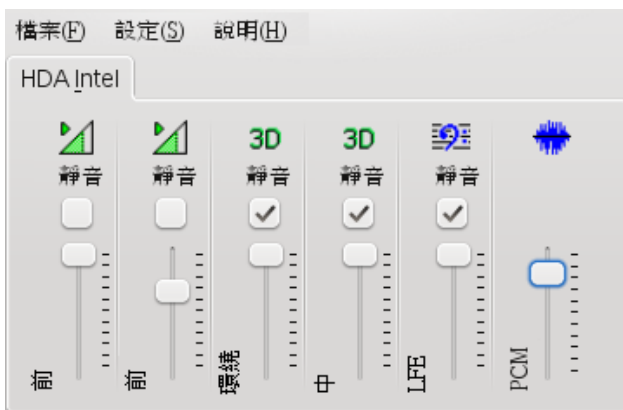 檔案(F) 設定(S) 說明(H)
HDA Intel
3D 3D
靜音 靜音 靜音 靜音 靜音
前 前 環繞 中 LFE PCM